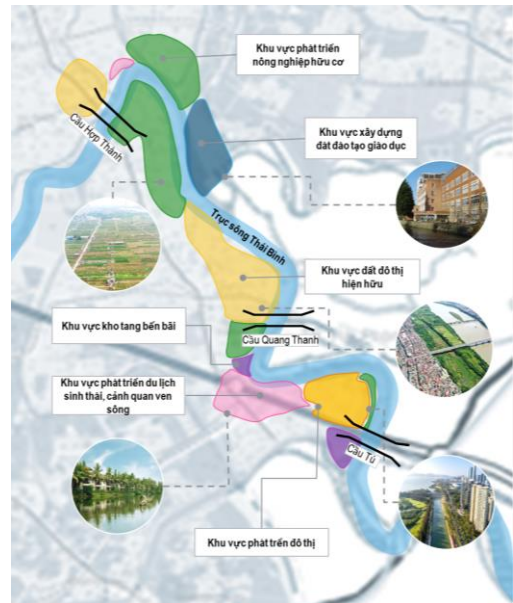 Khu vực phát triển
nông nghiệp hữu cơ
Cầu Hợp Thành
Khu vực xây dựng
đất đào tạo giáo dục
Trục sông Thái Bình
Khu vực đất đô thị
hiện hữu
Khu vực kho tang bến bãi
Cầu Quang Thanh
Khu vực phát triển du lịch
sinh thái, cảnh quan ven
sông
Cầu Tú
Khu vực phát trển đô thị